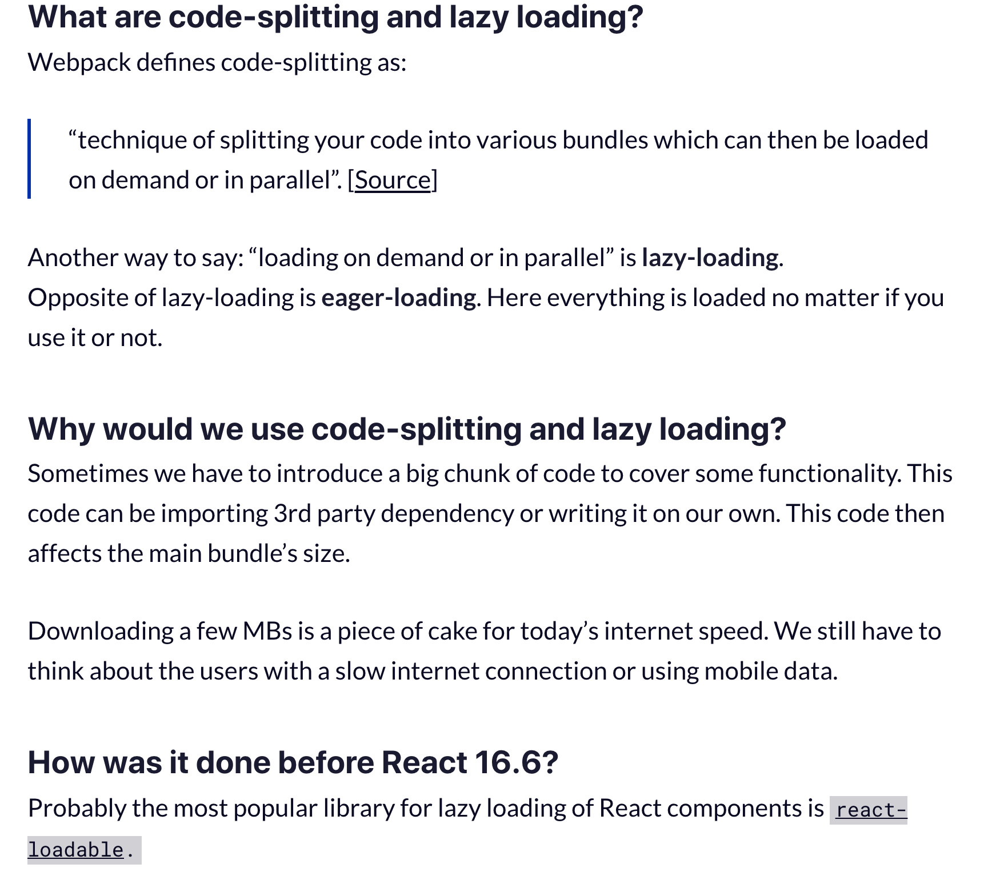 What are code-splitting and lazy loading?
Webpack defines code-splitting as:
“technique of splitting your code into various bundles which can then be loaded
on demand or in parallel”. [Source]
Another way to say: “loading on demand or in parallel” is lazy-loading.
Opposite of lazy-loading is eager-loading. Here everything is loaded no matter if you
use it or not.
Why would we use code-splitting and lazy loading?
Sometimes we have to introduce a big chunk of code to cover some functionality. This
code can be importing 3rd party dependency or writing it on our own. This code then
affects the main bundle’s size.
Downloading a few MBs is a piece of cake for today’s internet speed. We still have to
think about the users with a slow internet connection or using mobile data.
How was it done before React 16.6?
Probably the most popular library for lazy loading of React components is react-
loadable.